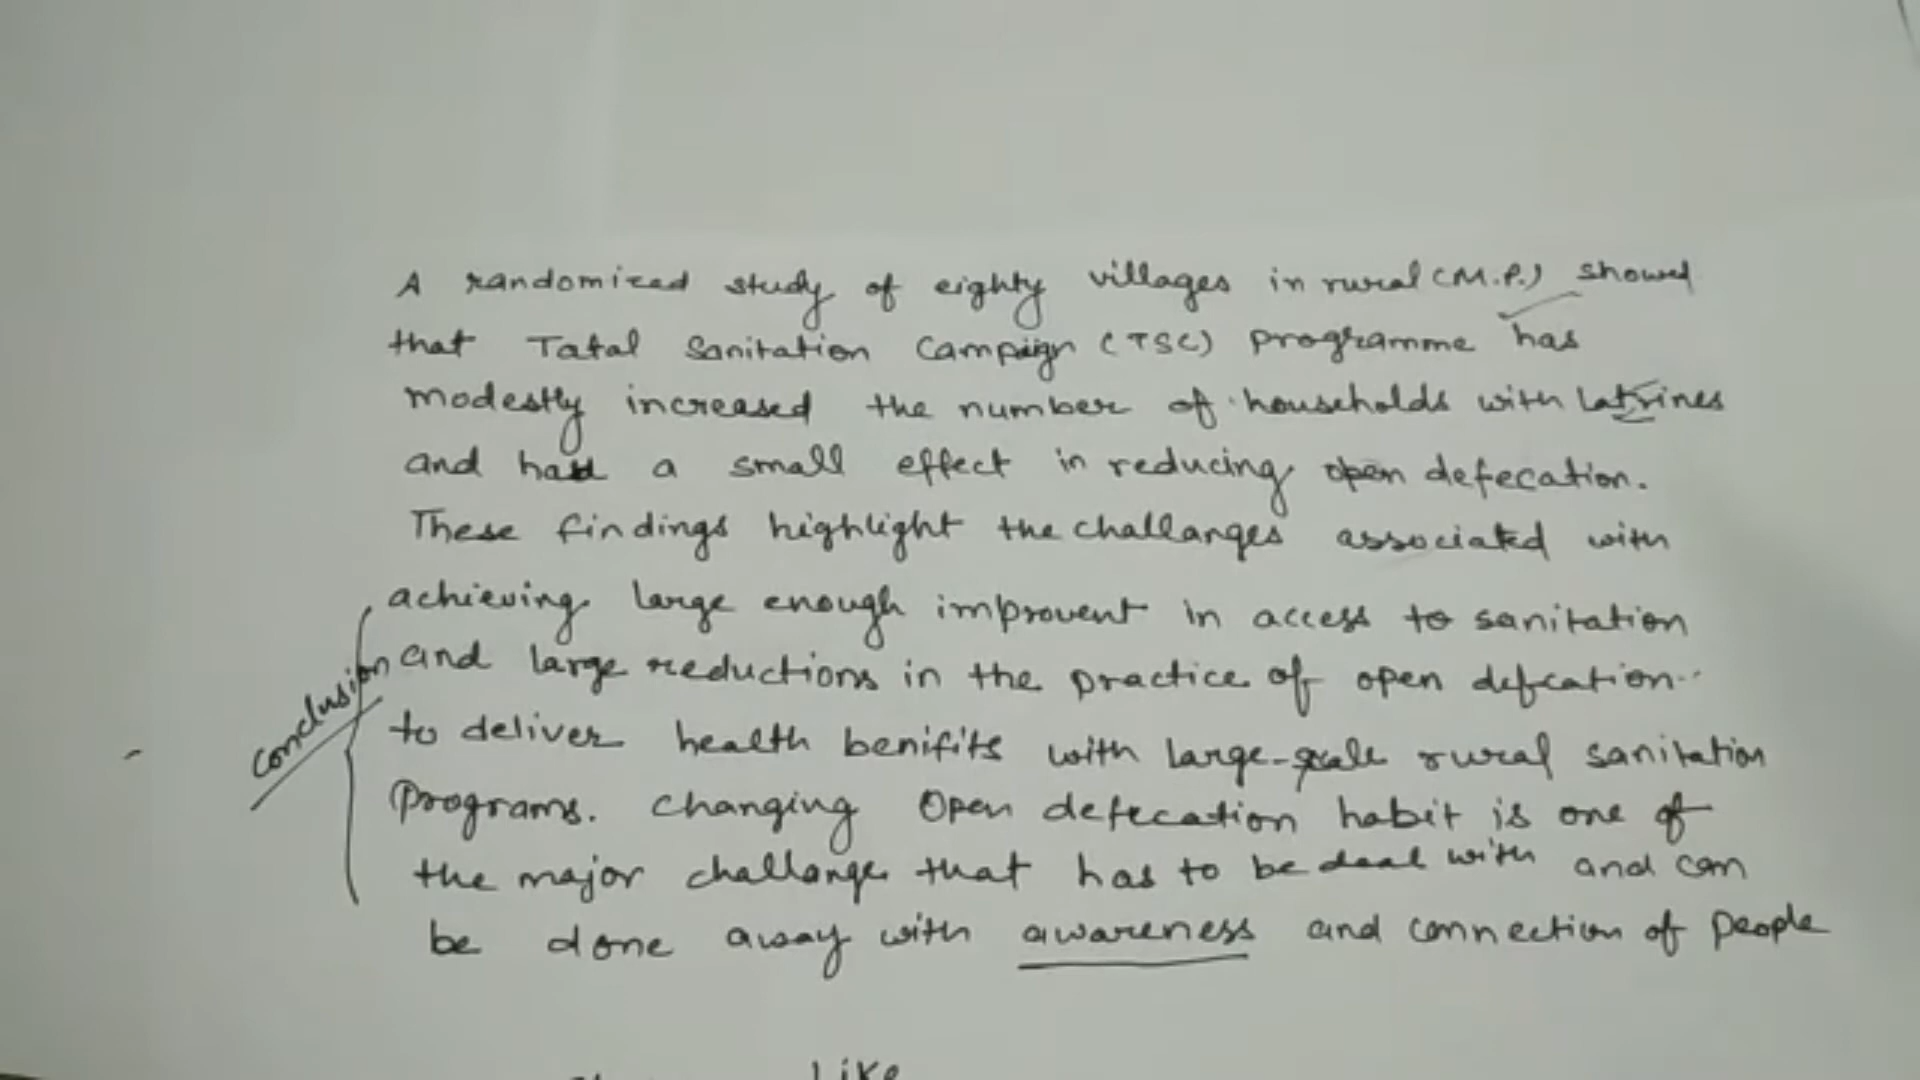 A randomized study of eighty villages in rural (M.P.) showed
that Tatal Sanitation Campaign (TSC) programme has
modestly increased the number of households with latrines
and had a small effect in reducing open defecation.
These findings highlight the challanges associated with
achieving large enough improvent in access to sanitation
and large reductions in the practice of open defcation
to deliver health benifits with large-scale rural sanitation
Programs. Changing Open defecation habit is one of
the major challange that has to be deal with and can
be done away with awareness and connection of people
conclusion
Like